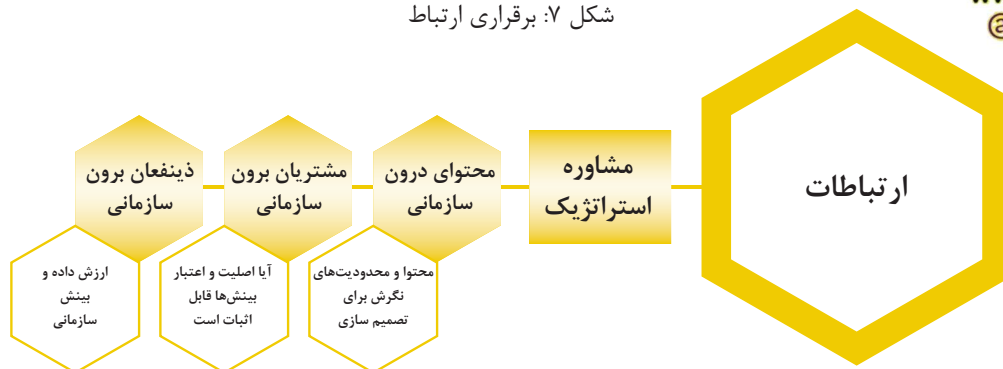 شکل ۷: برقراری ارتباط
ارتباطات
مشاوره
استراتژیک
محتوای درون
سازمانی
مشتریان برون
سازمانی
ذینفعان برون
سازمانی
محتوا و محدودیت‌های
نگرش برای
تصمیم سازی
آیا اصلیت و اعتبار
بینش‌ها قابل
اثبات است
ارزش داده و
بینش
سازمانی